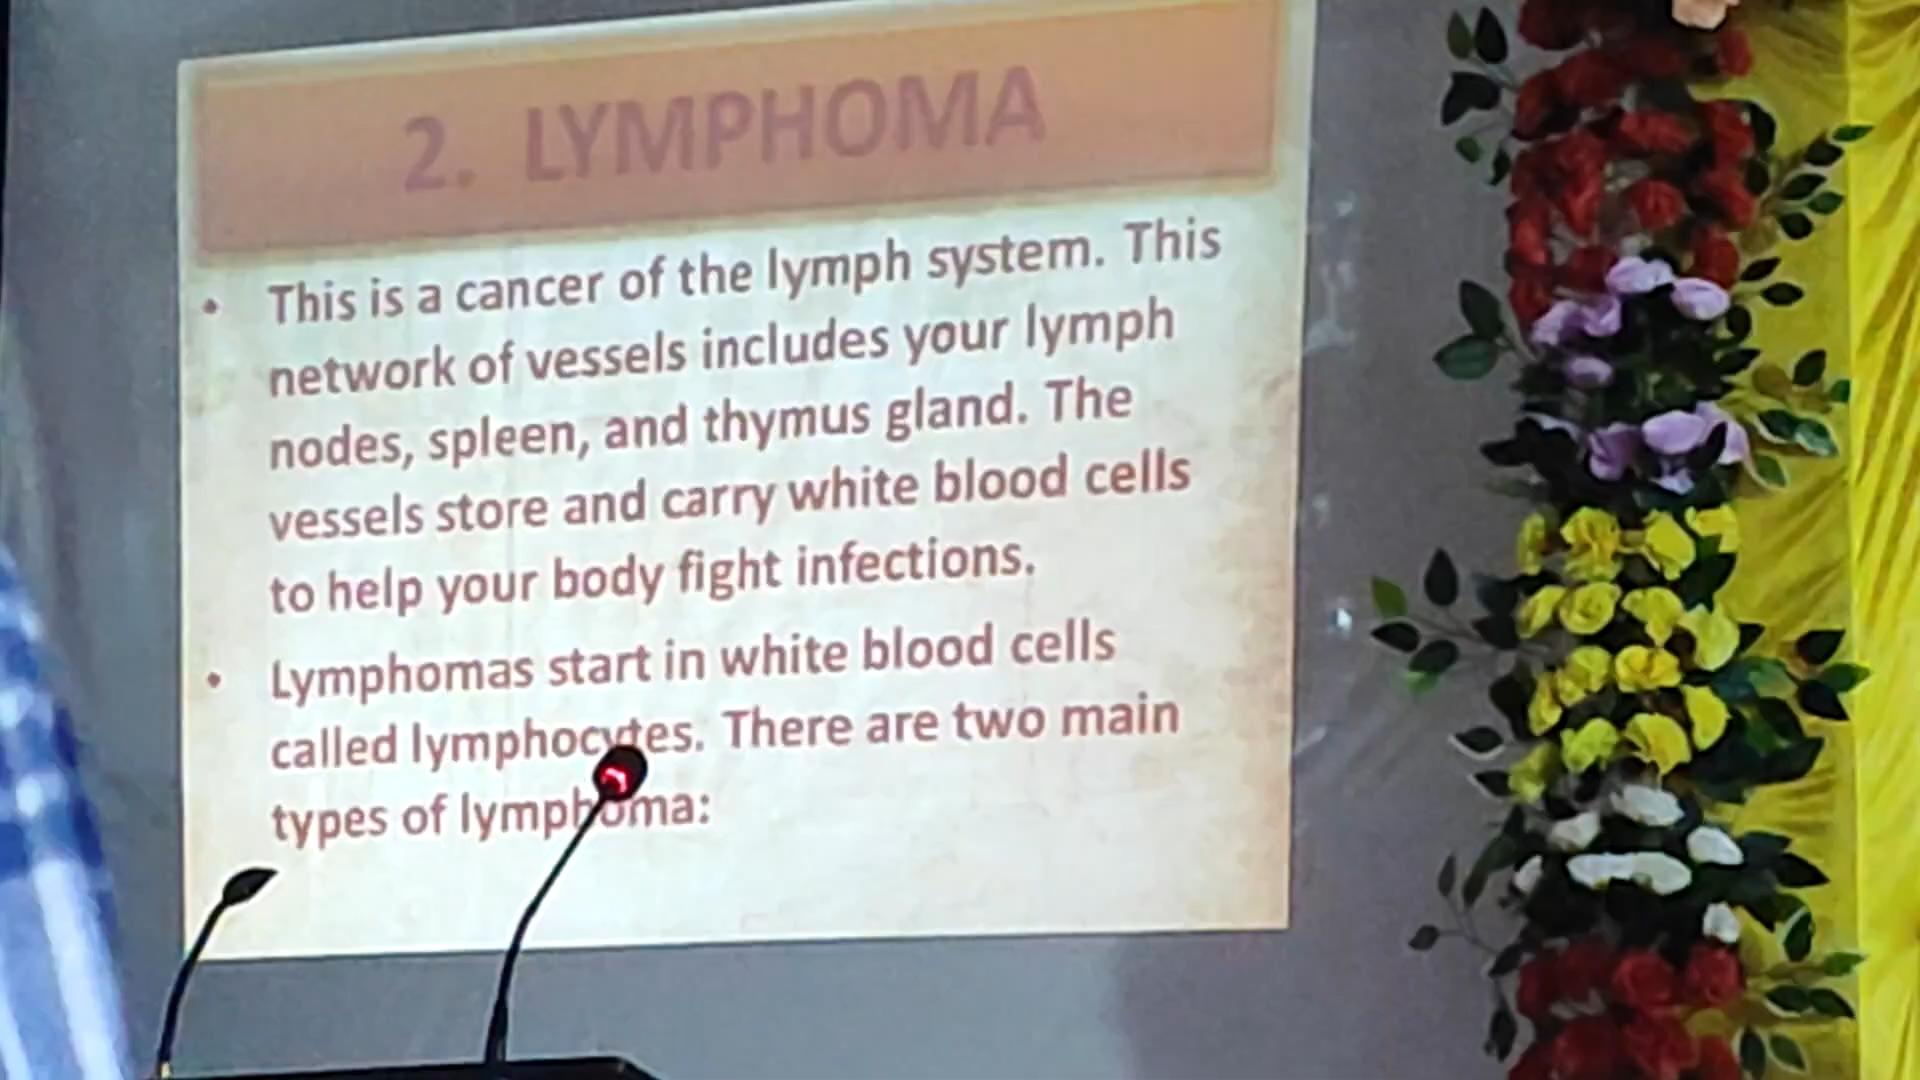 2. LYMPHOMA
• This is a cancer of the lymph system. This
network of vessels includes your lymph
nodes, spleen, and thymus gland. The
vessels store and carry white blood cells
to help your body fight infections.
• Lymphomas start in white blood cells
called lymphocytes. There are two main
types of lymphoma: